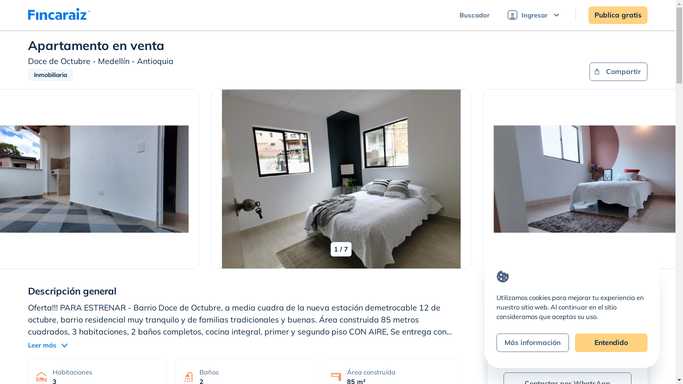 Fincaraiz
Buscador
Ingresar
Publica gratis
Apartamento en venta
Doce de Octubre - Medellín - Antioquia
Inmobiliaria
Compartir
1 / 7
Descripción general
Oferta!!! PARA ESTRENAR - Barrio Doce de Octubre, a media cuadra de la nueva estación demetrocable 12 de
octubre, barrio residencial muy tranquilo y de familias tradicionales y buenas. Área construida 85 metros
cuadrados, 3 habitaciones, 2 baños completos, cocina integral, primer y segundo piso CON AIRE, Se entrega con...
Leer más
Habitaciones
3
Baños
2
Área construida
85 m²
Utilizamos cookies para mejorar tu experiencia en
nuestro sitio web. Al continuar en el sitio
consideramos que aceptas su uso.
Más información
Entendido
Contactar por WhatsApp